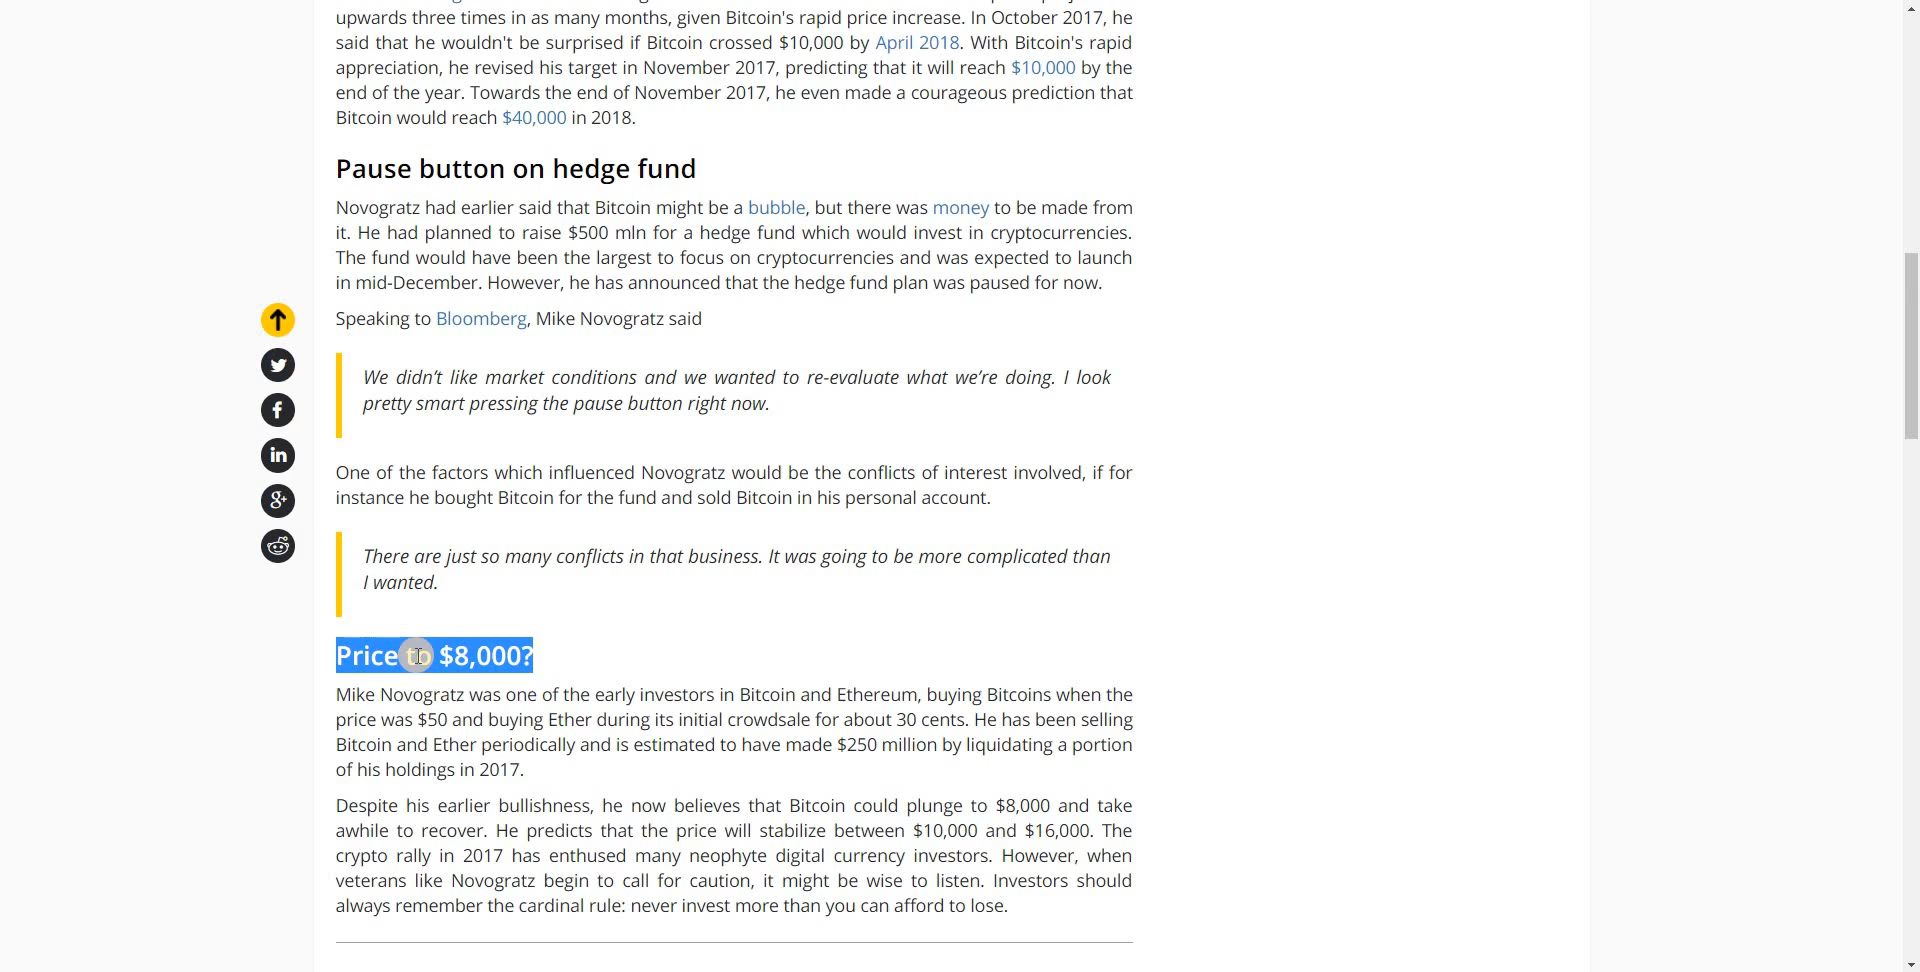 upwards three times in as many months, given Bitcoin's rapid price increase. In October 2017, he
said that he wouldn't be surprised if Bitcoin crossed $10,000 by April 2018. With Bitcoin's rapid
appreciation, he revised his target in November 2017, predicting that it will reach $10,000 by the
end of the year. Towards the end of November 2017, he even made a courageous prediction that
Bitcoin would reach $40,000 in 2018.
Pause button on hedge fund
Novogratz had earlier said that Bitcoin might be a bubble, but there was money to be made from
it. He had planned to raise $500 mln for a hedge fund which would invest in cryptocurrencies.
The fund would have been the largest to focus on cryptocurrencies and was expected to launch
in mid-December. However, he has announced that the hedge fund plan was paused for now.
Speaking to Bloomberg, Mike Novogratz said
We didn’t like market conditions and we wanted to re-evaluate what we’re doing. I look
pretty smart pressing the pause button right now.
One of the factors which influenced Novogratz would be the conflicts of interest involved, if for
instance he bought Bitcoin for the fund and sold Bitcoin in his personal account.
There are just so many conflicts in that business. It was going to be more complicated than
I wanted.
Price to $8,000?
Mike Novogratz was one of the early investors in Bitcoin and Ethereum, buying Bitcoins when the
price was $50 and buying Ether during its initial crowdsale for about 30 cents. He has been selling
Bitcoin and Ether periodically and is estimated to have made $250 million by liquidating a portion
of his holdings in 2017.
Despite his earlier bullishness, he now believes that Bitcoin could plunge to $8,000 and take
awhile to recover. He predicts that the price will stabilize between $10,000 and $16,000. The
crypto rally in 2017 has enthused many neophyte digital currency investors. However, when
veterans like Novogratz begin to call for caution, it might be wise to listen. Investors should
always remember the cardinal rule: never invest more than you can afford to lose.